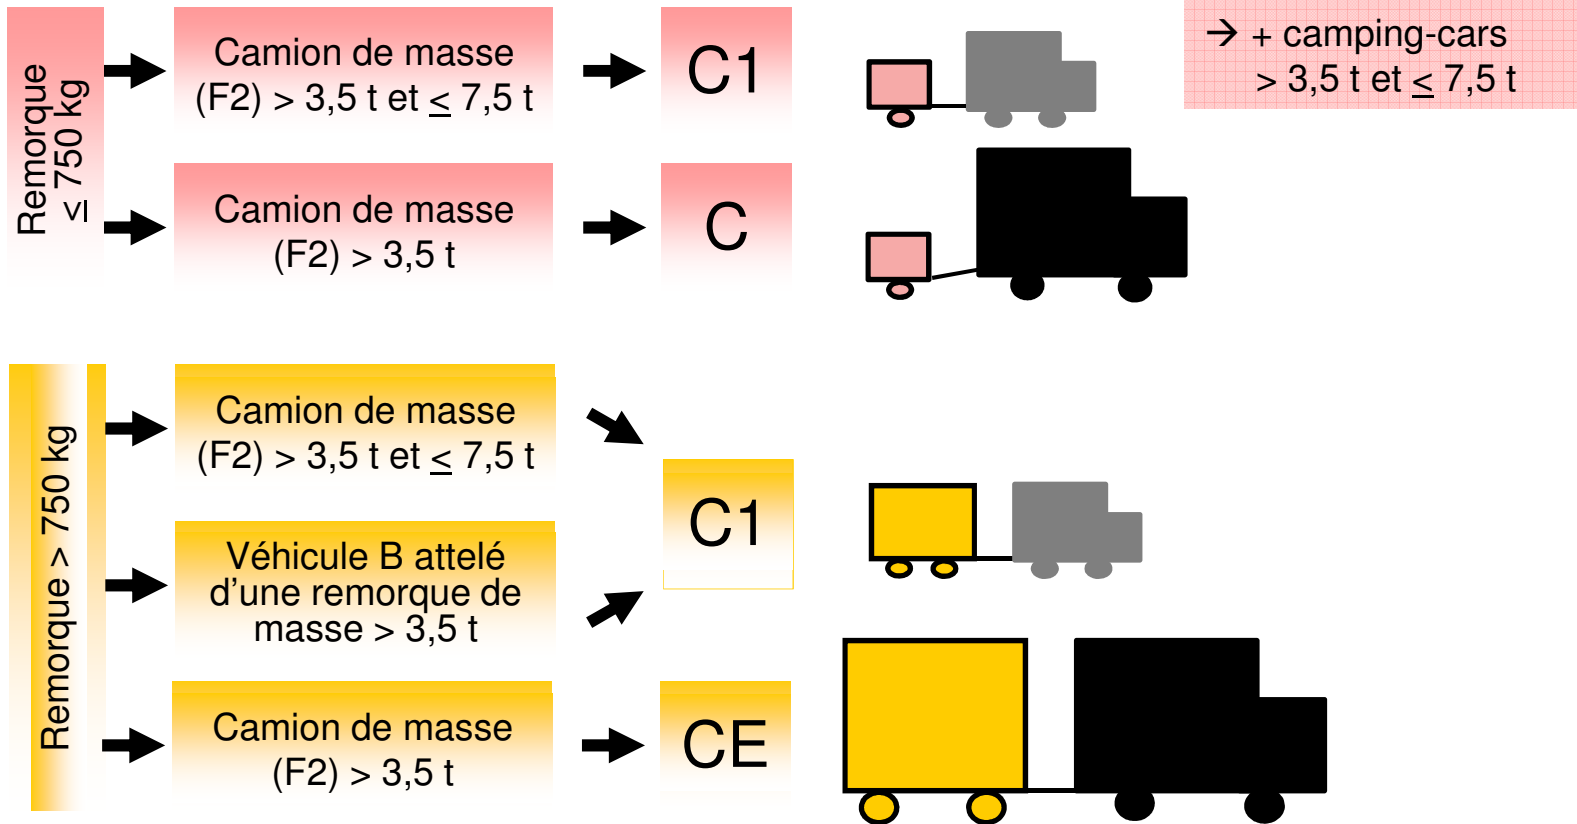 Remorque
≤ 750 kg
Camion de masse
(F2) > 3,5 t et ≤ 7,5 t
C1
→ + camping-cars
> 3,5 t et ≤ 7,5 t
Camion de masse
(F2) > 3,5 t
C
Remorque > 750 kg
Camion de masse
(F2) > 3,5 t et ≤ 7,5 t
C1
Véhicule B attelé
d'une remorque de
masse > 3,5 t
Camion de masse
(F2) > 3,5 t
CE